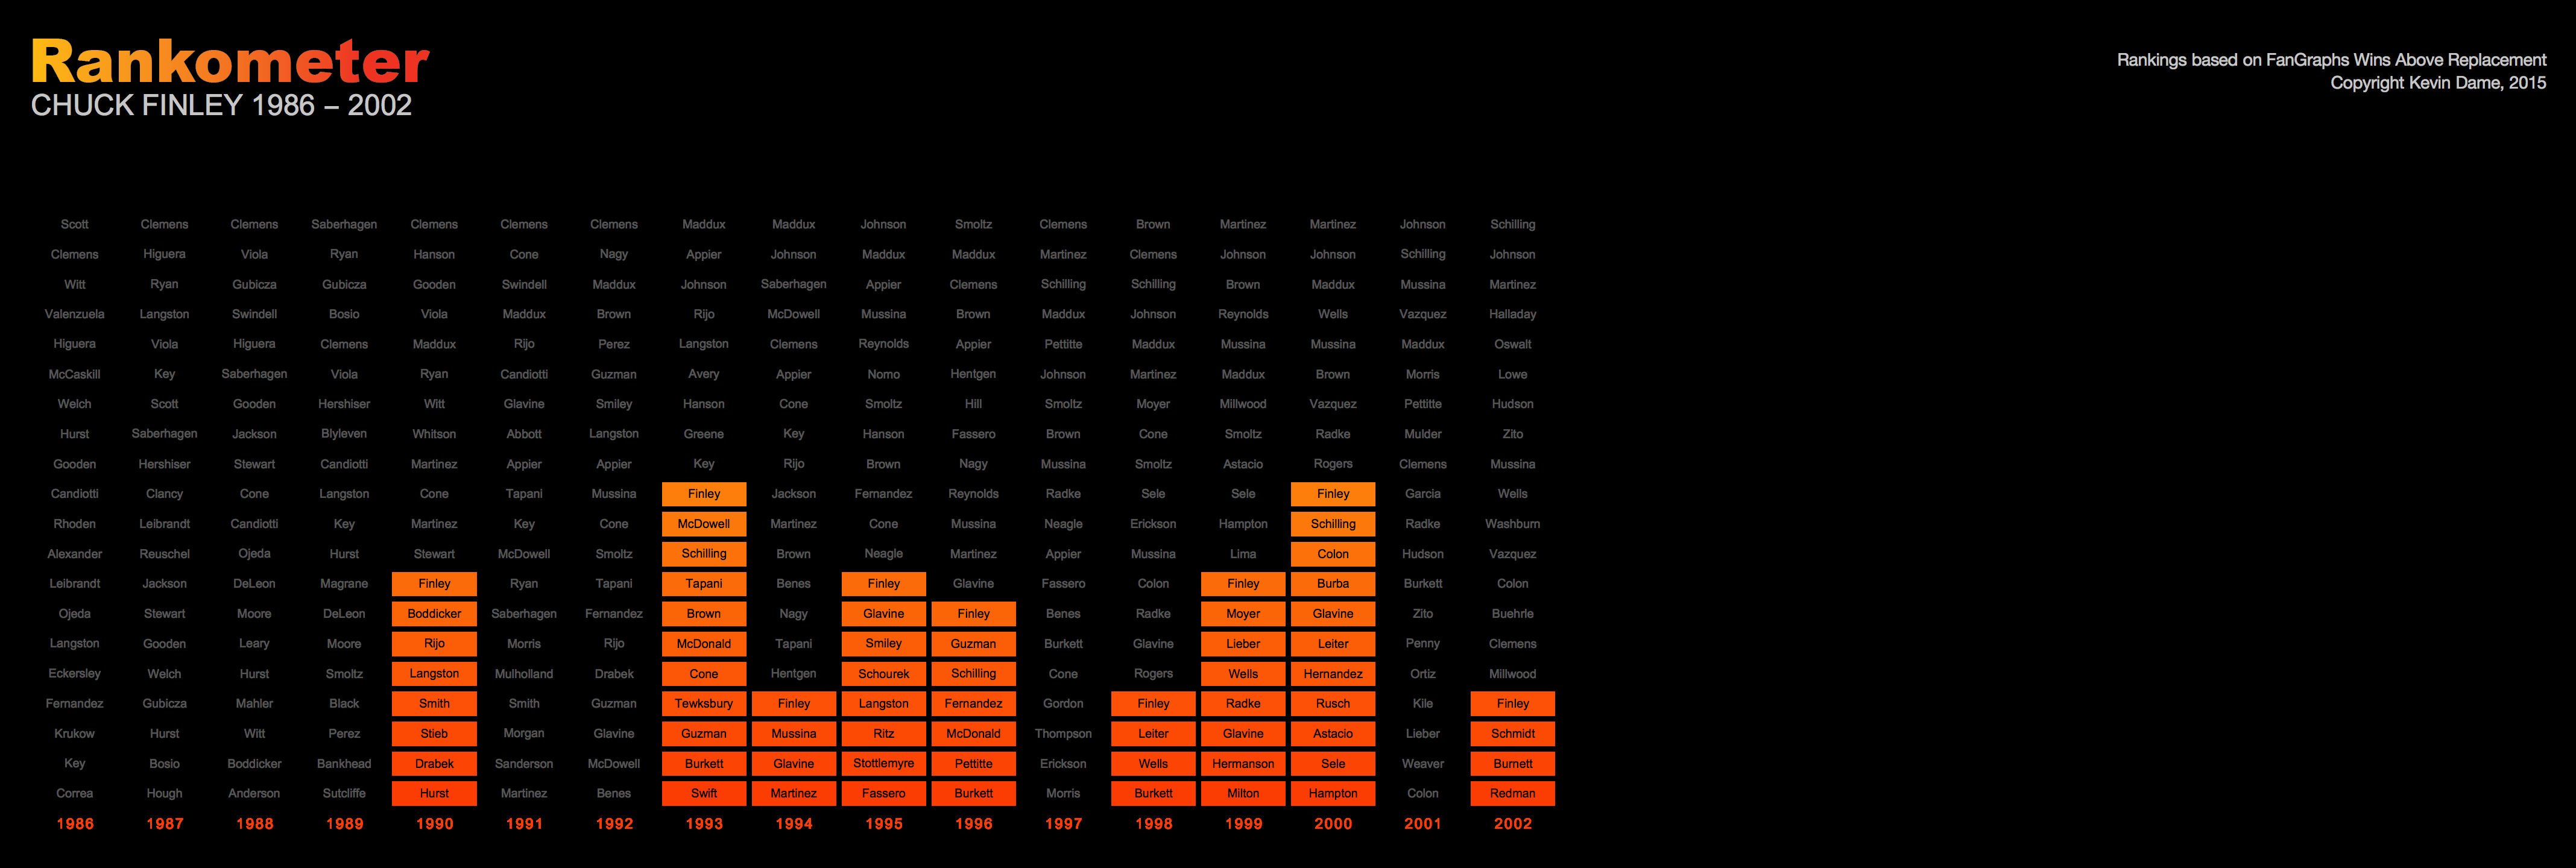 Rankometer
CHUCK FINLEY 1986 – 2002
Rankings based on FanGraphs Wins Above Replacement
Copyright Kevin Dame, 2015
Scott Clemens Clemens Saberhagen Clemens Clemens Clemens Maddux Maddux Johnson Smoltz Clemens Brown Martinez Martinez Johnson Schilling
Clemens Higuera Viola Ryan Hanson Cone Nagy Appier Johnson Maddux Maddux Martinez Clemens Johnson Johnson Schilling Johnson
Witt Ryan Gubicza Gubicza Gooden Swindell Maddux Johnson Saberhagen Appier Clemens Schilling Schilling Brown Maddux Mussina Martinez
Valenzuela Langston Swindell Bosio Viola Maddux Brown Rijo McDowell Mussina Brown Maddux Johnson Reynolds Wells Vazquez Halladay
Higuera Viola Higuera Clemens Maddux Rijo Perez Langston Clemens Reynolds Appier Pettitte Maddux Mussina Mussina Maddux Oswalt
McCaskill Key Saberhagen Viola Ryan Candiotti Guzman Avery Appier Nomo Hentgen Johnson Martinez Maddux Brown Morris Lowe
Welch Scott Gooden Hershiser Witt Glavine Smiley Hanson Cone Smoltz Hill Smoltz Moyer Millwood Vazquez Pettitte Hudson
Hurst Saberhagen Jackson Blyleven Whitson Abbott Langston Greene Key Hanson Fassero Brown Cone Smoltz Radke Mulder Zito
Gooden Hershiser Stewart Candiotti Martinez Appier Appier Key Rijo Brown Nagy Mussina Smoltz Astacio Rogers Clemens Mussina
Candiotti Clancy Cone Langston Cone Tapani Mussina Finley Jackson Fernandez Reynolds Radke Sele Sele Finley Garcia Wells
Rhoden Leibrandt Candiotti Key Martinez Key Cone McDowell Martinez Cone Mussina Neagle Erickson Hampton Schilling Radke Washburn
Alexander Reuschel Ojeda Hurst Stewart McDowell Smoltz Schilling Brown Neagle Martinez Appier Mussina Lima Colon Hudson Vazquez
Leibrandt Jackson DeLeon Magrane Finley Ryan Tapani Tapani Benes Finley Glavine Fassero Colon Finley Burba Burkett Colon
Ojeda Stewart Moore DeLeon Boddicker Saberhagen Fernandez Brown Nagy Glavine Finley Benes Radke Moyer Glavine Zito Buehrle
Langston Gooden Leary Moore Rijo Morris Rijo McDonald Tapani Smiley Guzman Burkett Glavine Lieber Leiter Penny Clemens
Eckersley Welch Hurst Smoltz Langston Mulholland Drabek Cone Hentgen Schourek Schilling Cone Rogers Wells Hernandez Ortiz Millwood
Fernandez Gubicza Mahler Black Smith Smith Guzman Tewksbury Finley Langston Fernandez Gordon Finley Radke Rusch Kile Finley
Krukow Hurst Witt Perez Stieb Morgan Glavine Guzman Mussina Ritz McDonald Thompson Leiter Glavine Astacio Lieber Schmidt
Key Bosio Boddicker Bankhead Drabek Sanderson McDowell Burkett Glavine Stottlemyre Pettitte Erickson Wells Hermanson Sele Weaver Burnett
Correa Hough Anderson Sutcliffe Hurst Martinez Benes Swift Martinez Fassero Burkett Morris Burkett Milton Hampton Colon Redman
1986 1987 1988 1989 1990 1991 1992 1993 1994 1995 1996 1997 1998 1999 2000 2001 2002